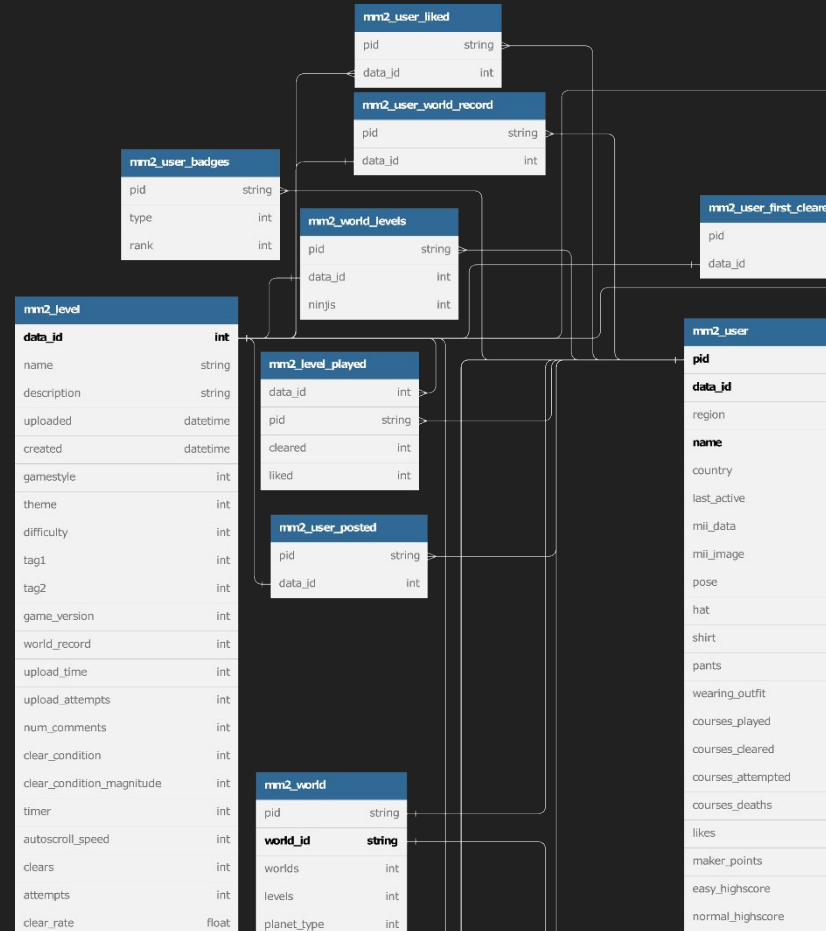 mm2_user_liked
pid string
data_id int
mm2_user_world_record
pid string
data_id int
mm2_user_badges
pid string
type int
rank int
mm2_world_levels
pid string
data_id int
ninjis int
mm2_user_first_cleare
pid
data_id
mm2_level
data_id int
name string
description string
uploaded datetime
created datetime
gamestyle int
theme int
difficulty int
tag1 int
tag2 int
game_version int
world_record int
upload_time int
upload_attempts int
num_comments int
clear_condition int
clear_condition_magnitude int
timer int
autoscroll_speed int
clears int
attempts int
clear_rate float
mm2_level_played
data_id int
pid string
cleared int
liked int
mm2_user_posted
pid string
data_id int
mm2_world
pid string
world_id string
worlds int
levels int
planet_type int
mm2_user
pid
data_id
region
name
country
last_active
mii_data
mii_image
pose
hat
shirt
pants
wearing_outfit
courses_played
courses_cleared
courses_attempted
courses_deaths
likes
maker_points
easy_highscore
normal_highscore